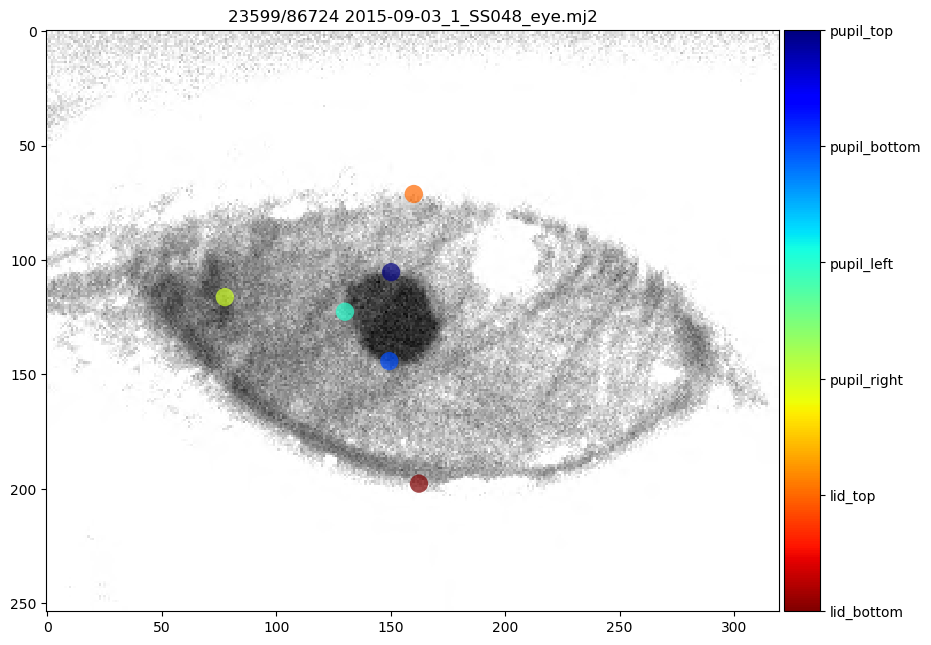 23599/86724 2015-09-03_1_SS048_eye.mj2
0
50
100
150
200
250
0
50
100
150
200
250
300
pupil_top
pupil_bottom
pupil_left
pupil_right
lid_top
lid_bottom